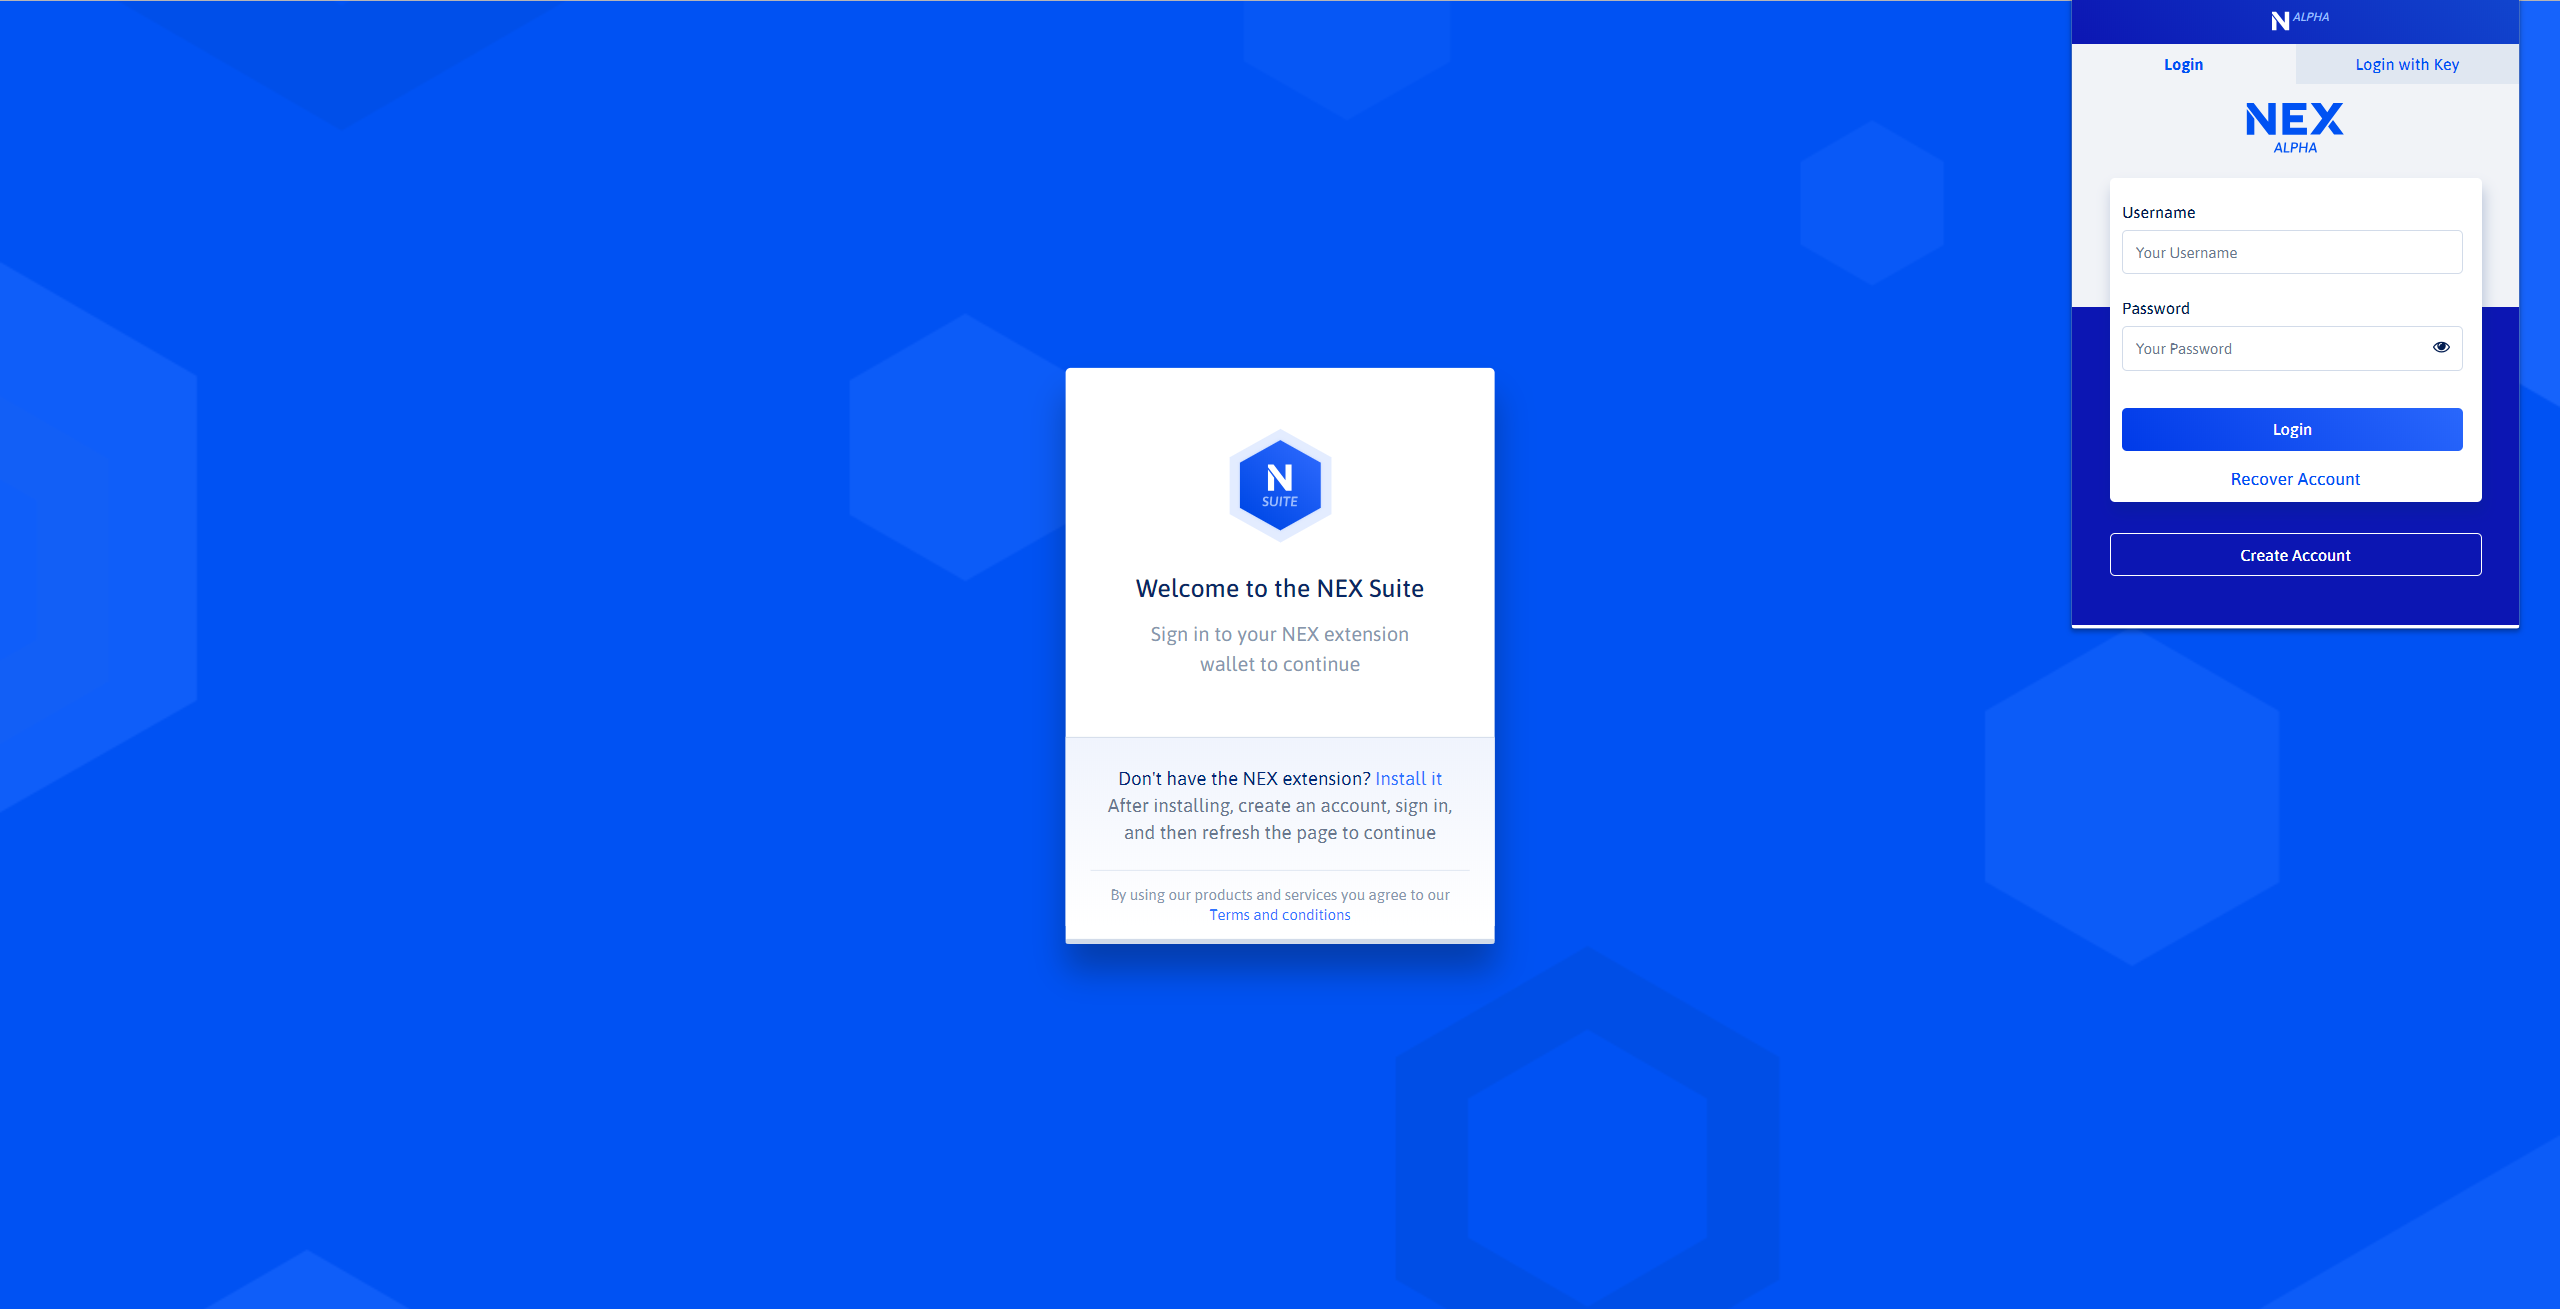 N ALPHA
Login
Login with Key
NEX
ALPHA
Username
Your Username
Password
Your Password
Login
Recover Account
Create Account
N
SUITE
Welcome to the NEX Suite
Sign in to your NEX extension
wallet to continue
Don't have the NEX extension? Install it
After installing, create an account, sign in,
and then refresh the page to continue
By using our products and services you agree to our
Terms and conditions